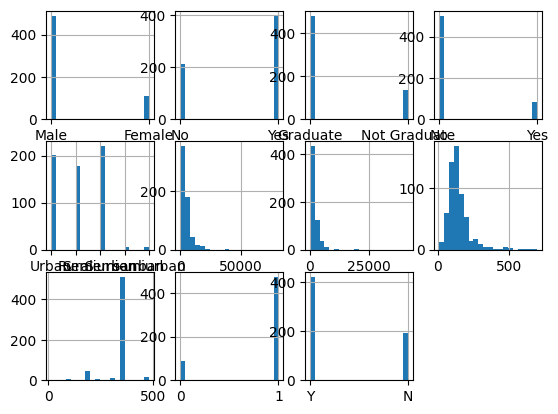 400 400 400 400
200 200 200 200
0 0 0 0
Male Female No Yes Graduate Not Graduate No Yes
200 400
100 200 200 100
0 0 0 0
Urban Rural Semiurban 0 50000 0 25000 0 500
400 400 400
200 200 200
0 0 0
0 500 0 1 Y N